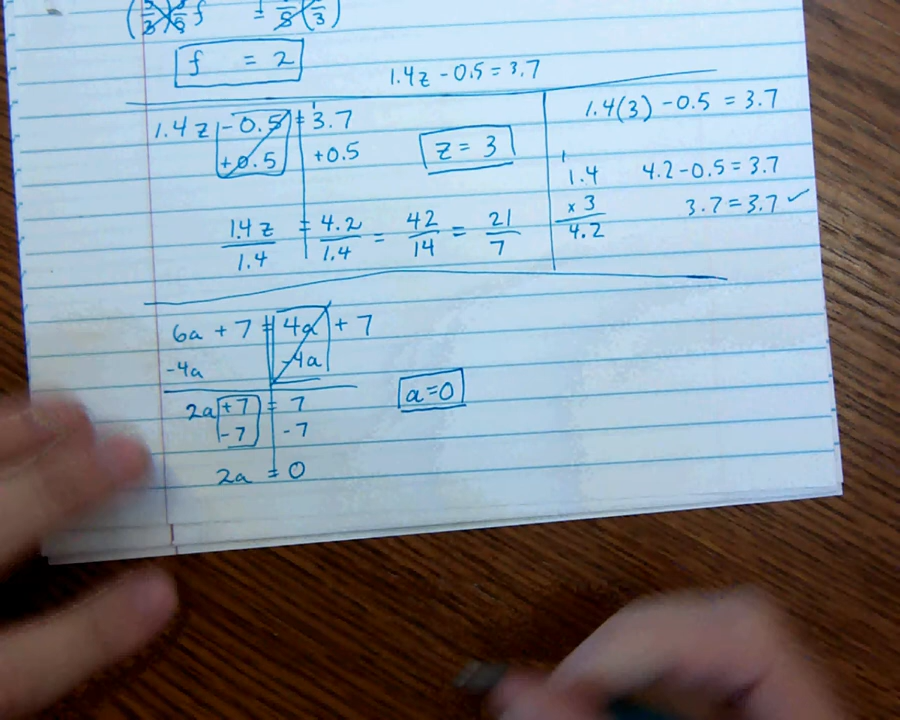 f = 2
1.4z - 0.5 = 3.7
1.4z - 0.5 = 3.7
+0.5 +0.5
z = 3
1.4z/1.4 = 4.2/1.4 = 42/14 = 21/7
1.4(3) - 0.5 = 3.7
1
1.4
x 3
4.2
4.2 - 0.5 = 3.7
3.7 = 3.7 ✓
6a + 7 = 4a + 7
-4a -4a
2a + 7 = 7
-7 -7
2a = 0
a = 0